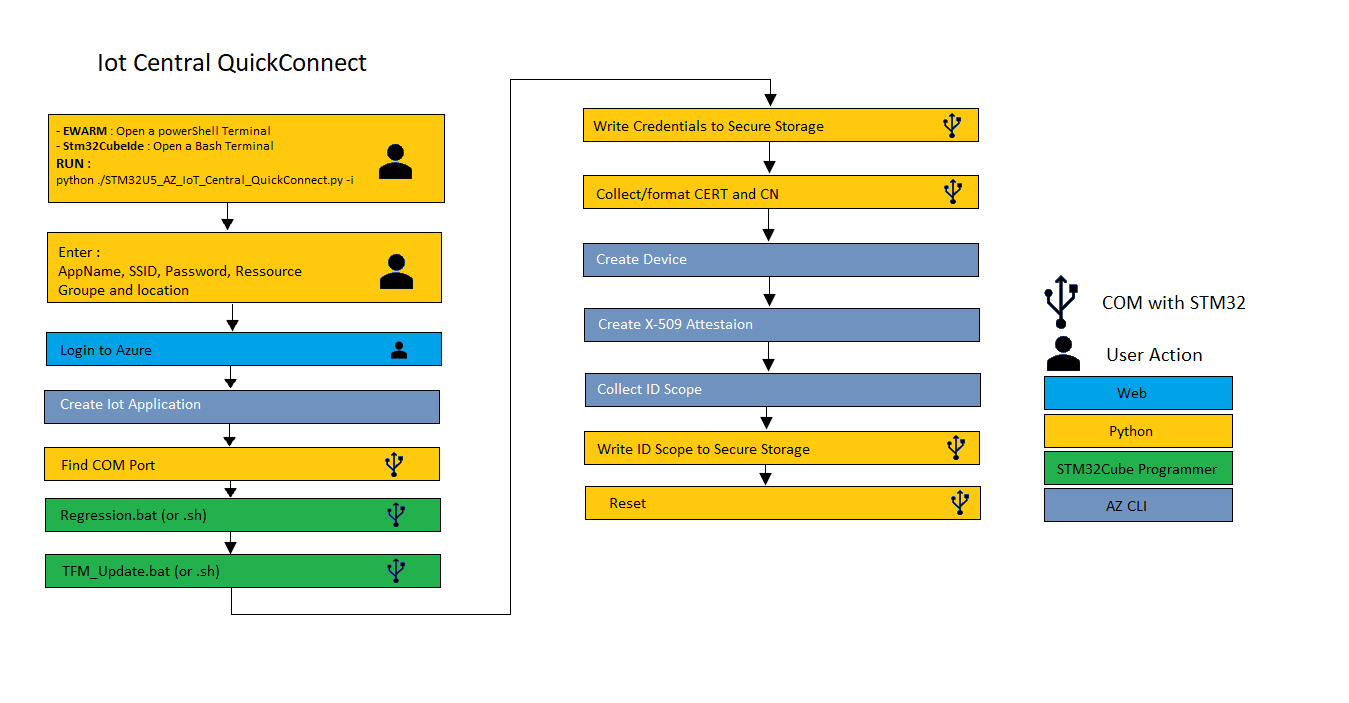 Iot Central QuickConnect
- EWARM : Open a powerShell Terminal
- Stm32CubeIde : Open a Bash Terminal
RUN :
python ./STM32U5_AZ_IoT_Central_QuickConnect.py -i
Enter :
AppName, SSID, Password, Ressource
Groupe and location
Login to Azure
Create Iot Application
Find COM Port
Regression.bat (or .sh)
TFM_Update.bat (or .sh)
Write Credentials to Secure Storage
Collect/format CERT and CN
Create Device
Create X-509 Attestaion
Collect ID Scope
Write ID Scope to Secure Storage
Reset
COM with STM32
User Action
Web
Python
STM32Cube Programmer
AZ CLI